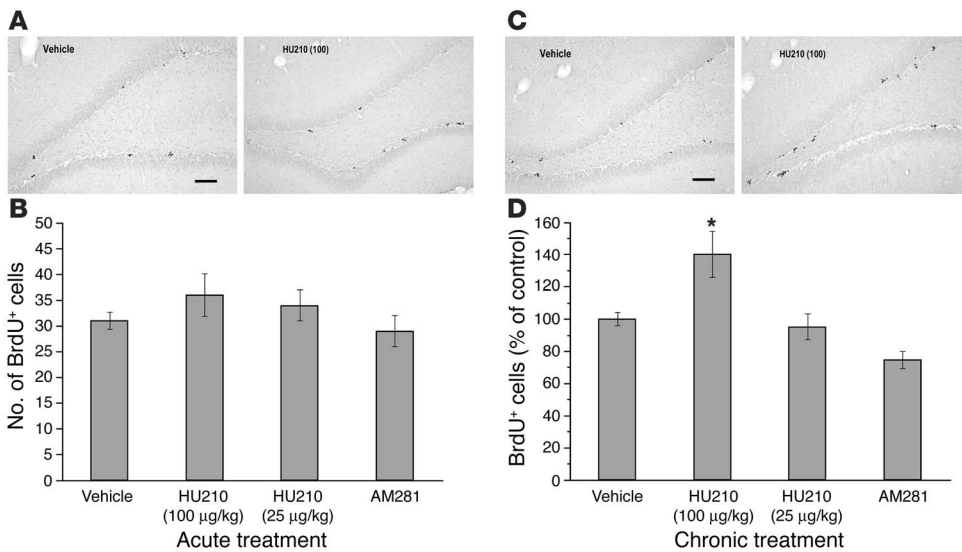 A
Vehicle
HU210 (100)
B
No. of BrdU⁺ cells
50
45
40
35
30
25
20
15
10
5
0
Vehicle
HU210
(100 µg/kg)
HU210
(25 µg/kg)
AM281
Acute treatment
C
Vehicle
HU210 (100)
D
BrdU⁺ cells (% of control)
160
140
120
100
80
60
40
20
0
*
Vehicle
HU210
(100 µg/kg)
HU210
(25 µg/kg)
AM281
Chronic treatment